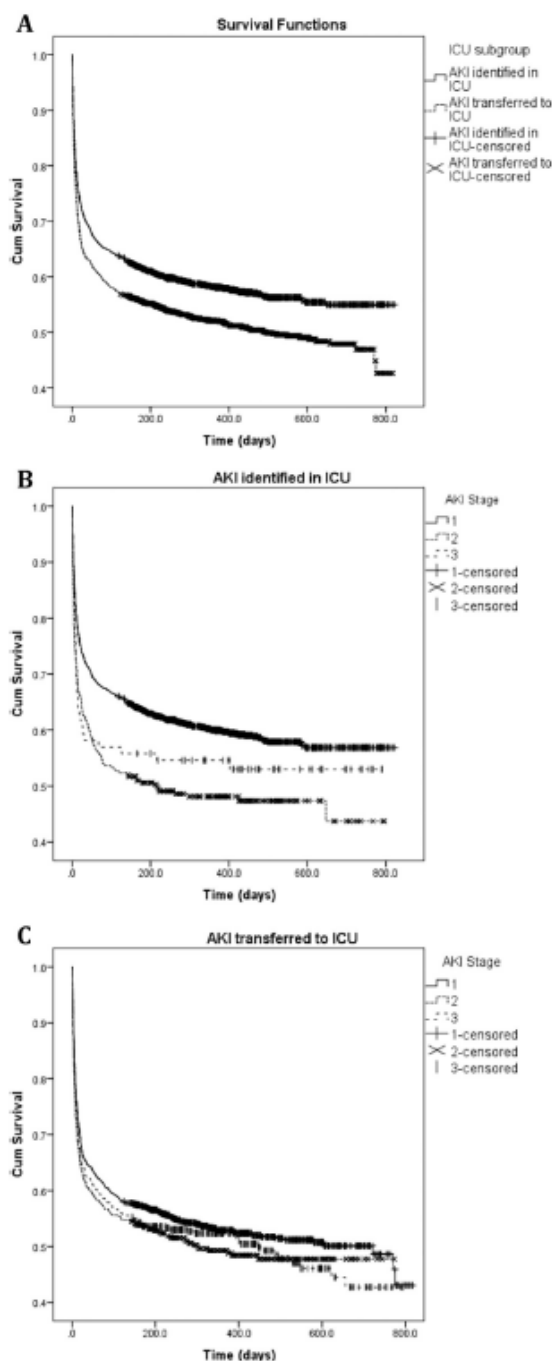 A
Survival Functions
ICU subgroup
AKI identified in
ICU
AKI transferred to
ICU
AKI identified in
ICU-censored
AKI transferred to
ICU-censored
Cum Survival
1.0
0.9
0.8
0.7
0.6
0.5
0.4
.0
200.0
400.0
600.0
800.0
Time (days)
B
AKI identified in ICU
AKI Stage
1
2
3
1-censored
2-censored
3-censored
Cum Survival
1.0
0.9
0.8
0.7
0.6
0.5
0.4
.0
200.0
400.0
600.0
800.0
Time (days)
C
AKI transferred to ICU
AKI Stage
1
2
3
1-censored
2-censored
3-censored
Cum Survival
1.0
0.9
0.8
0.7
0.6
0.5
0.4
.0
200.0
400.0
600.0
800.0
Time (days)